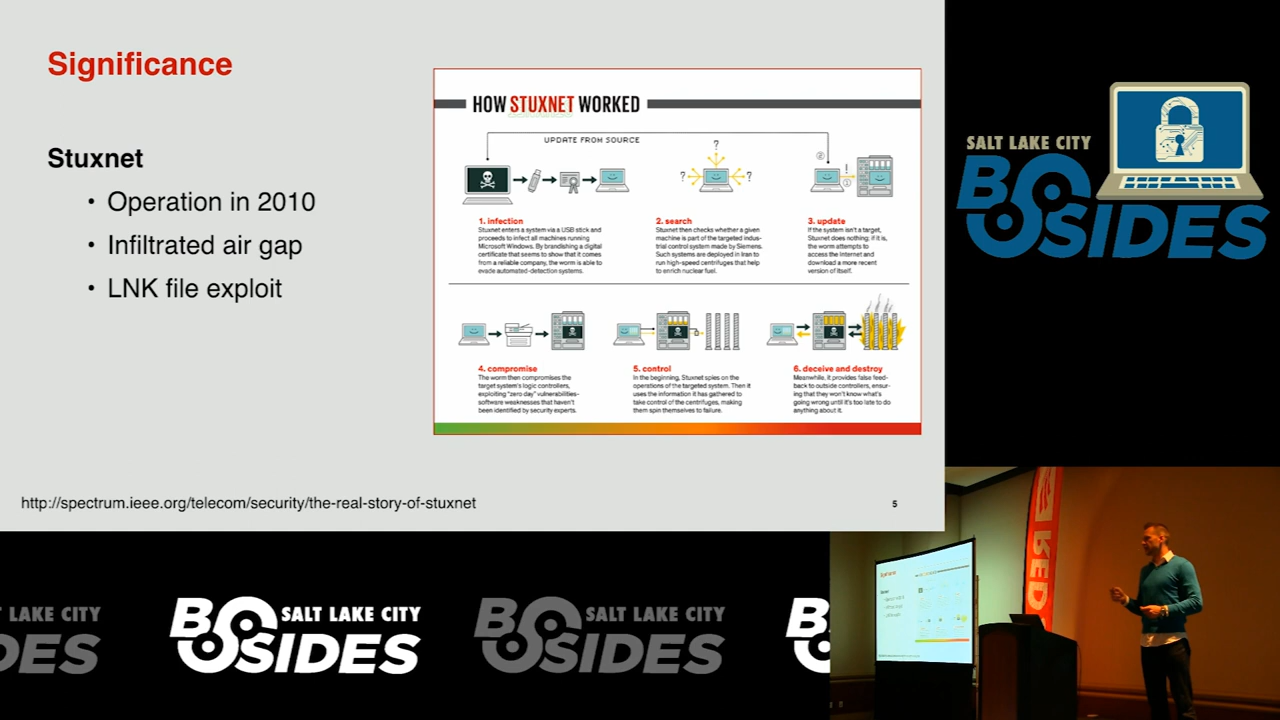 Significance
Stuxnet
• Operation in 2010
• Infiltrated air gap
• LNK file exploit
HOW STUXNET WORKED
UPDATE FROM SOURCE
1. infection
Stuxnet enters a system via a USB stick and
proceeds to infect all machines running
Microsoft Windows. By brandishing a digital
certificate that seems to show that it comes
from a reliable company, the worm is able to
evade automated-detection systems.
2. search
Stuxnet then checks whether a given
machine is part of the targeted indus-
trial control system made by Siemens.
Such systems are deployed in Iran to
run high-speed centrifuges that help
to enrich nuclear fuel.
3. update
If the system isn't a target,
Stuxnet does nothing; if it is,
the worm attempts to
access the Internet and
download a more recent
version of itself.
4. compromise
The worm then compromises the
target system's logic controllers,
exploiting "zero day" vulnerabilities-
software weaknesses that haven't
been identified by security experts.
5. control
In the beginning, Stuxnet spies on the
operations of the targeted system. Then it
uses the information it has gathered to
take control of the centrifuges, making
them spin themselves to failure.
6. deceive and destroy
Meanwhile, it provides false feed-
back to outside controllers, ensur-
ing that they won't know what's
going wrong until it's too late to do
anything about it.
http://spectrum.ieee.org/telecom/security/the-real-story-of-stuxnet
5
SALT LAKE CITY
BSIDES
LAKE CITY
DES
SALT LAKE CITY
BSIDES
SALT LAKE CITY
BSIDES
B
RED